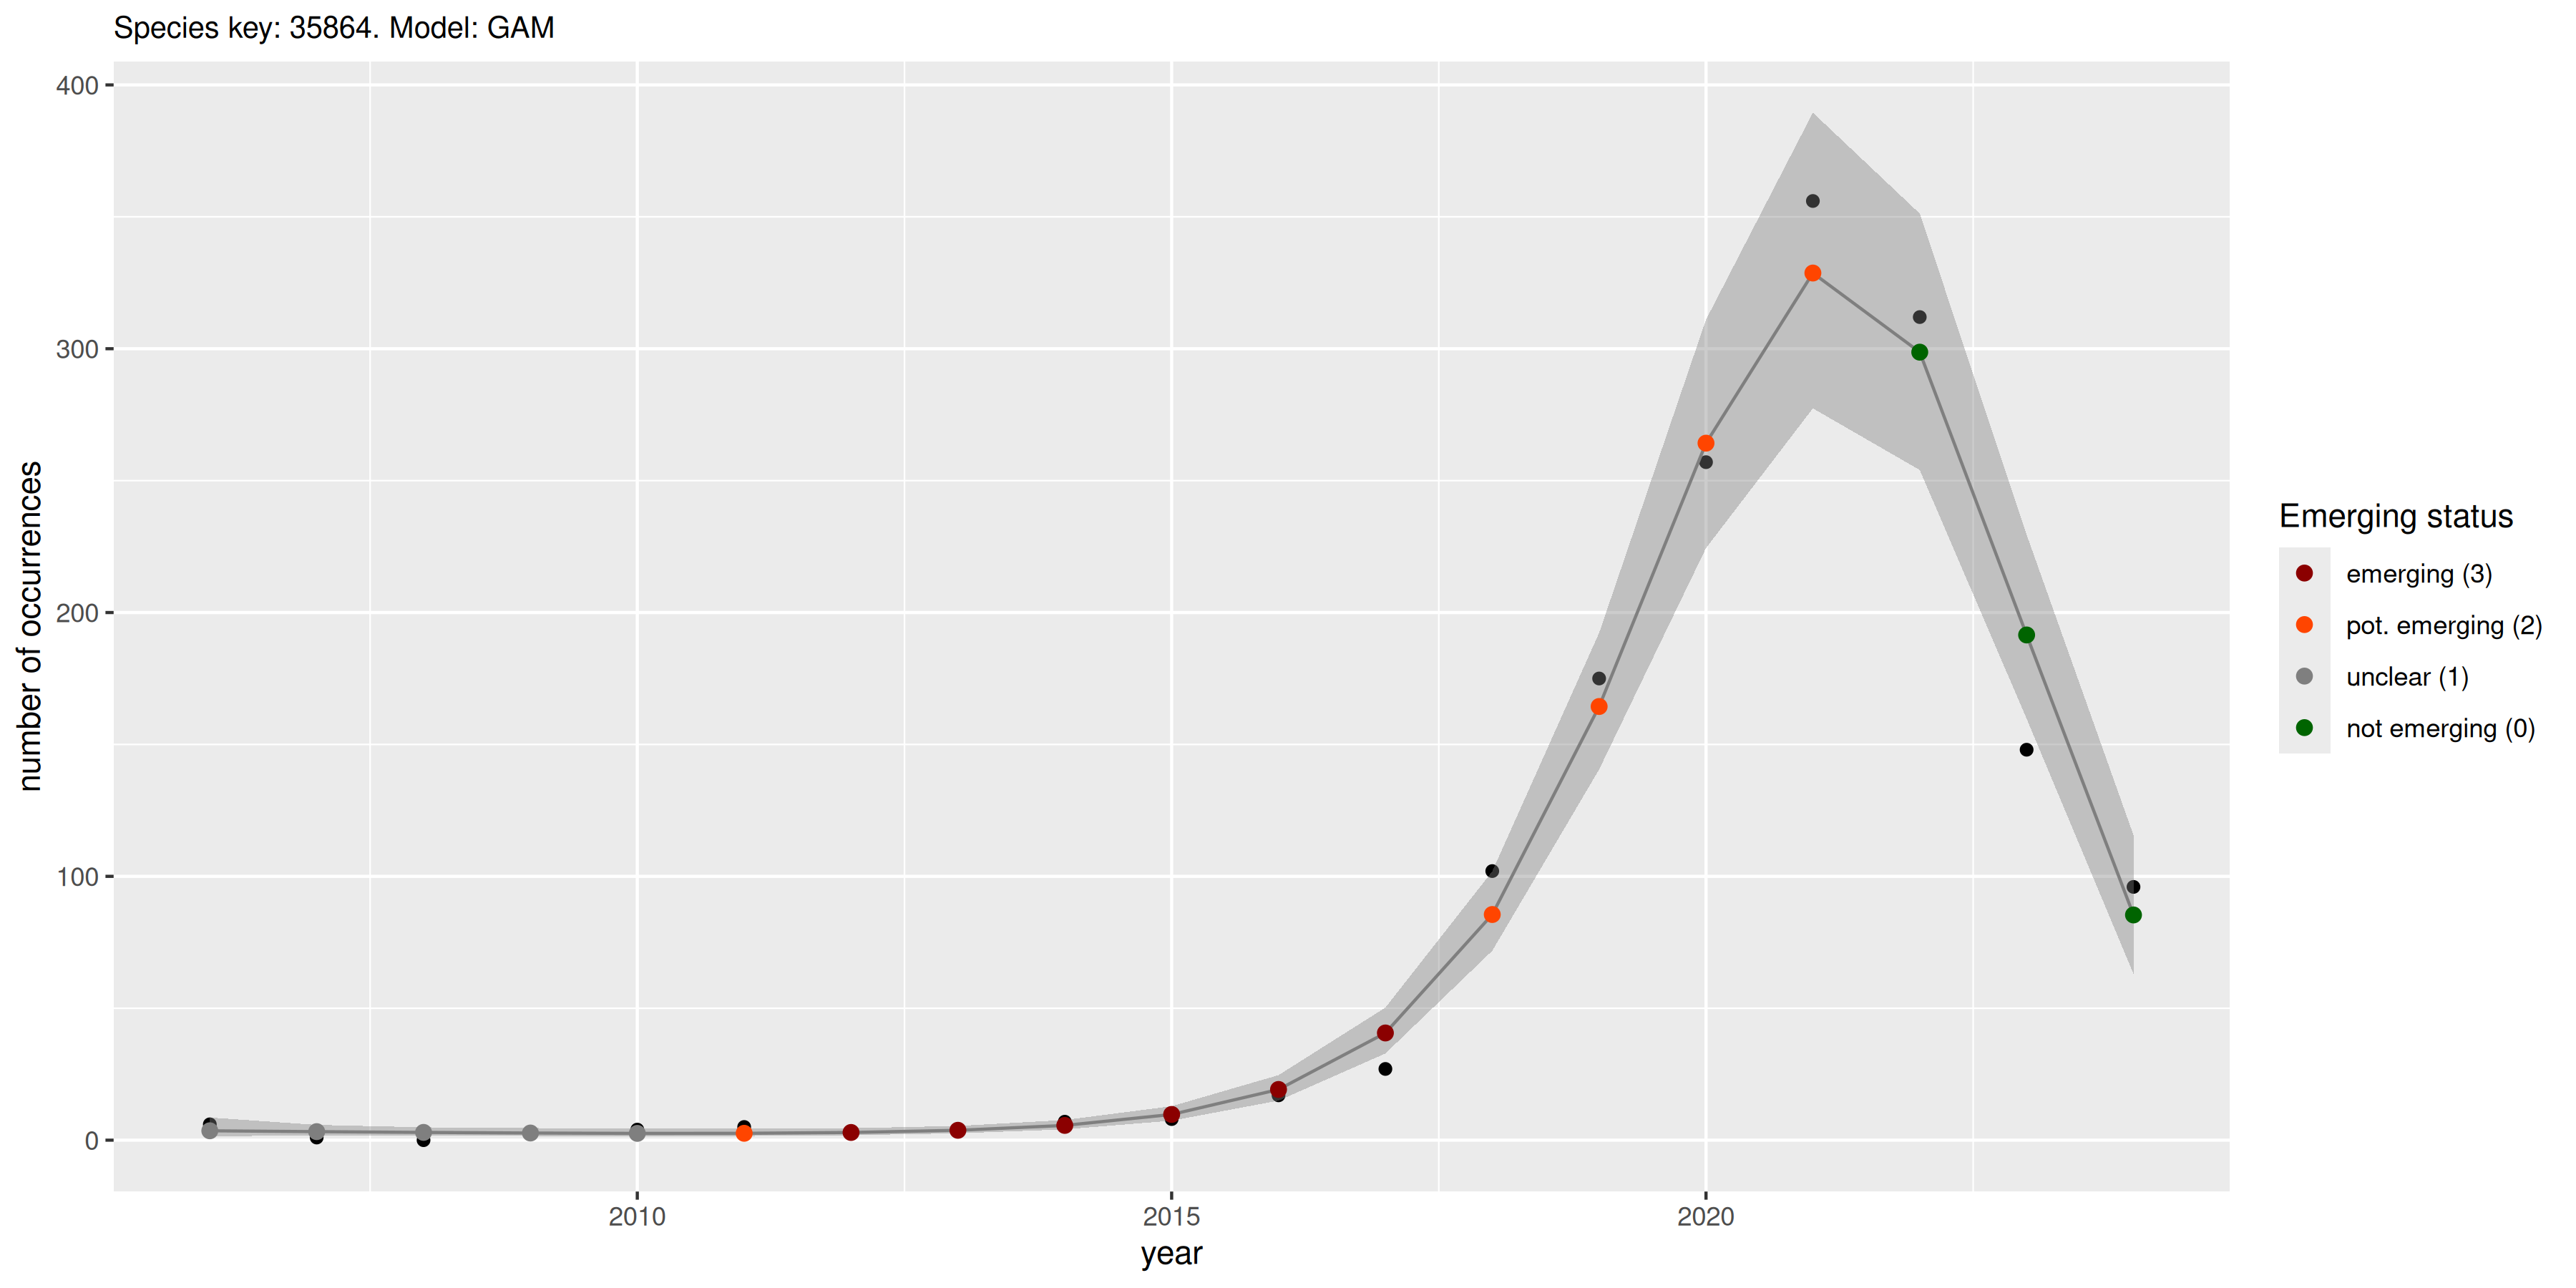 Species key: 35864. Model: GAM
400
300
200
100
0
number of occurrences
2010
2015
2020
year
Emerging status
emerging (3)
pot. emerging (2)
unclear (1)
not emerging (0)